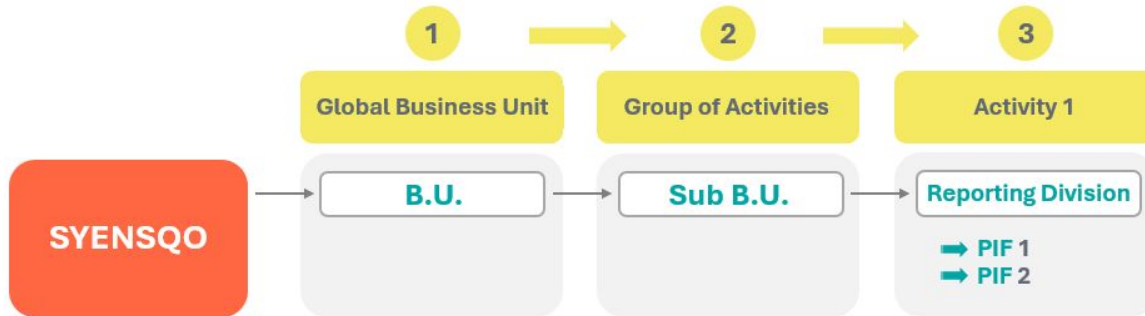 1
2
3
Global Business Unit
Group of Activities
Activity 1
SYENSQO
B.U.
Sub B.U.
Reporting Division
PIF 1
PIF 2